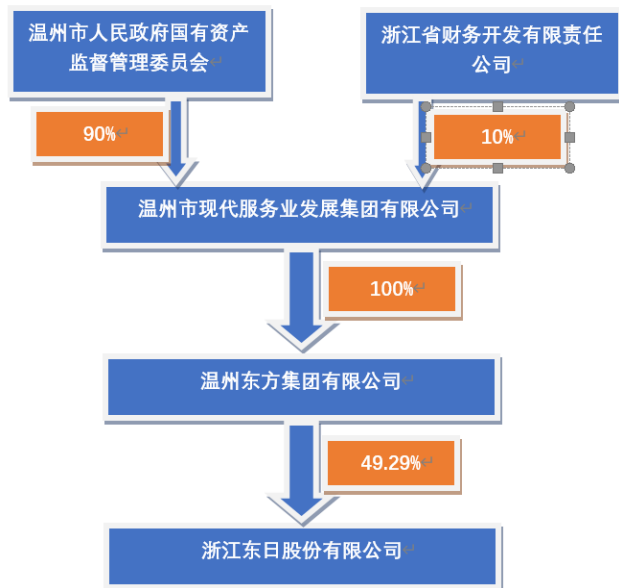 温州市人民政府国有资产
监督管理委员会
浙江省财务开发有限责任
公司
90%
10%
温州市现代服务业发展集团有限公司
100%
温州东方集团有限公司
49.29%
浙江东日股份有限公司